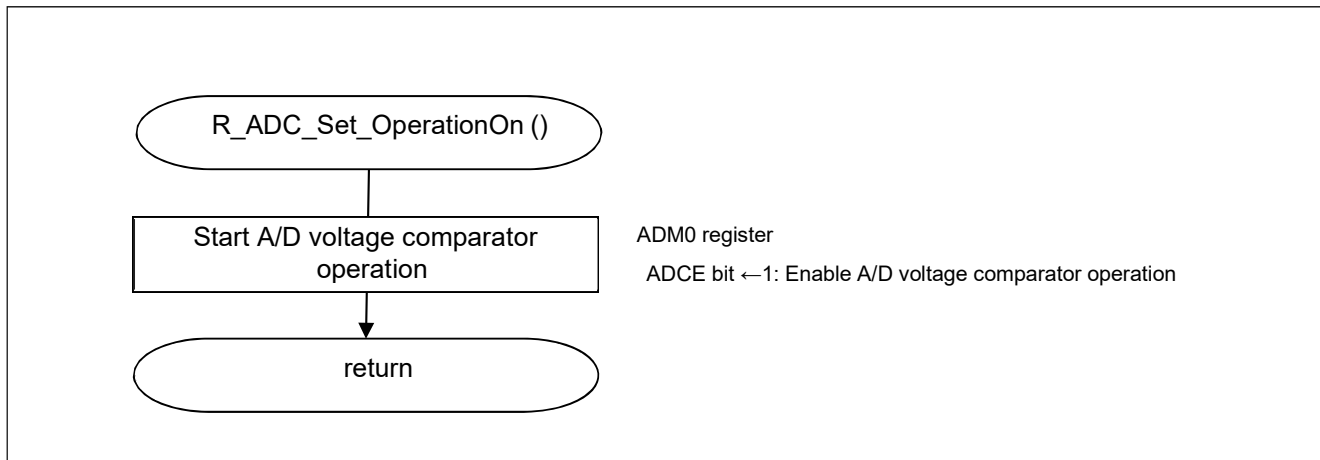 R_ADC_Set_OperationOn ()
Start A/D voltage comparator
operation
ADM0 register
ADCE bit ←1: Enable A/D voltage comparator operation
return